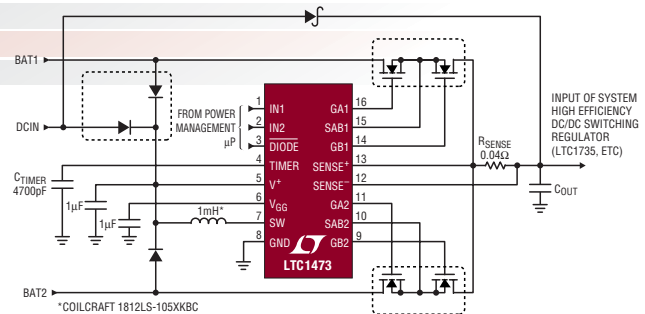 BAT1
DCIN
BAT2
FROM POWER
MANAGEMENT
µP
C_TIMER
4700pF
1µF
1µF
1mH*
1 IN1
2 IN2
3 DIODE
4 TIMER
5 V+
6 V_GG
7 SW
8 GND
GA1 16
SAB1 15
GB1 14
SENSE+ 13
SENSE– 12
GA2 11
SAB2 10
GB2 9
LTC1473
R_SENSE
0.04Ω
C_OUT
INPUT OF SYSTEM
HIGH EFFICIENCY
DC/DC SWITCHING
REGULATOR
(LTC1735, ETC)
*COILCRAFT 1812LS-105XKBC